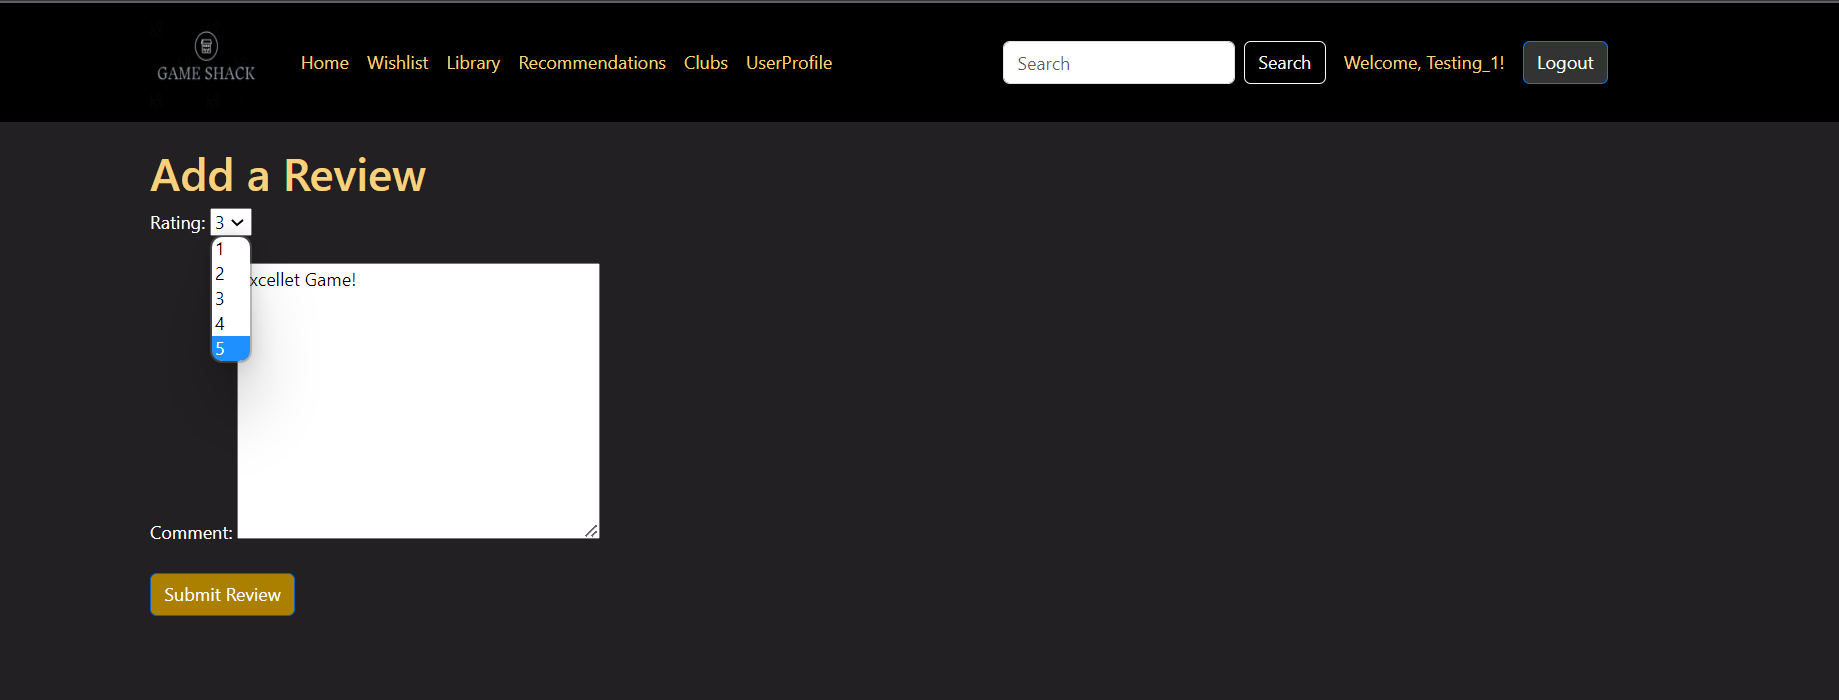 GAME SHACK
Home Wishlist Library Recommendations Clubs UserProfile Search Search Welcome, Testing_1! Logout
Add a Review
Rating: 3
1
2
3
4
5
xcellet Game!
Comment:
Submit Review